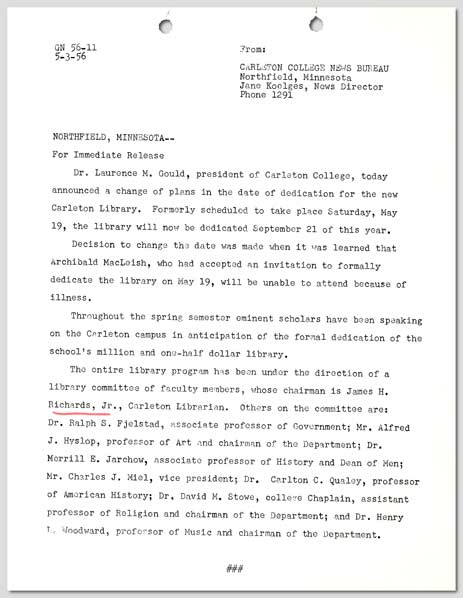 GN 56-11
5-3-56
From:
CARLETON COLLEGE NEWS BUREAU
Northfield, Minnesota
Jane Koelges, News Director
Phone 1291
NORTHFIELD, MINNESOTA--
For Immediate Release
Dr. Laurence M. Gould, president of Carleton College, today
announced a change of plans in the date of dedication for the new
Carleton Library. Formerly scheduled to take place Saturday, May
19, the library will now be dedicated September 21 of this year.
Decision to change the date was made when it was learned that
Archibald MacLeish, who had accepted an invitation to formally
dedicate the library on May 19, will be unable to attend because of
illness.
Throughout the spring semester eminent scholars have been speaking
on the Carleton campus in anticipation of the formal dedication of the
school's million and one-half dollar library.
The entire library program has been under the direction of a
library committee of faculty members, whose chairman is James H.
Richards, Jr., Carleton Librarian. Others on the committee are:
Dr. Ralph S. Fjelstad, associate professor of Government; Mr. Alfred
J. Hyslop, professor of Art and chairman of the Department; Dr.
Merrill E. Jarchow, associate professor of History and Dean of Men;
Mr. Charles J. Miel, vice president; Dr. Carlton C. Qualey, professor
of American History; Dr. David M. Stowe, college Chaplain, assistant
professor of Religion and chairman of the Department; and Dr. Henry
L. Woodward, professor of Music and chairman of the Department.
###